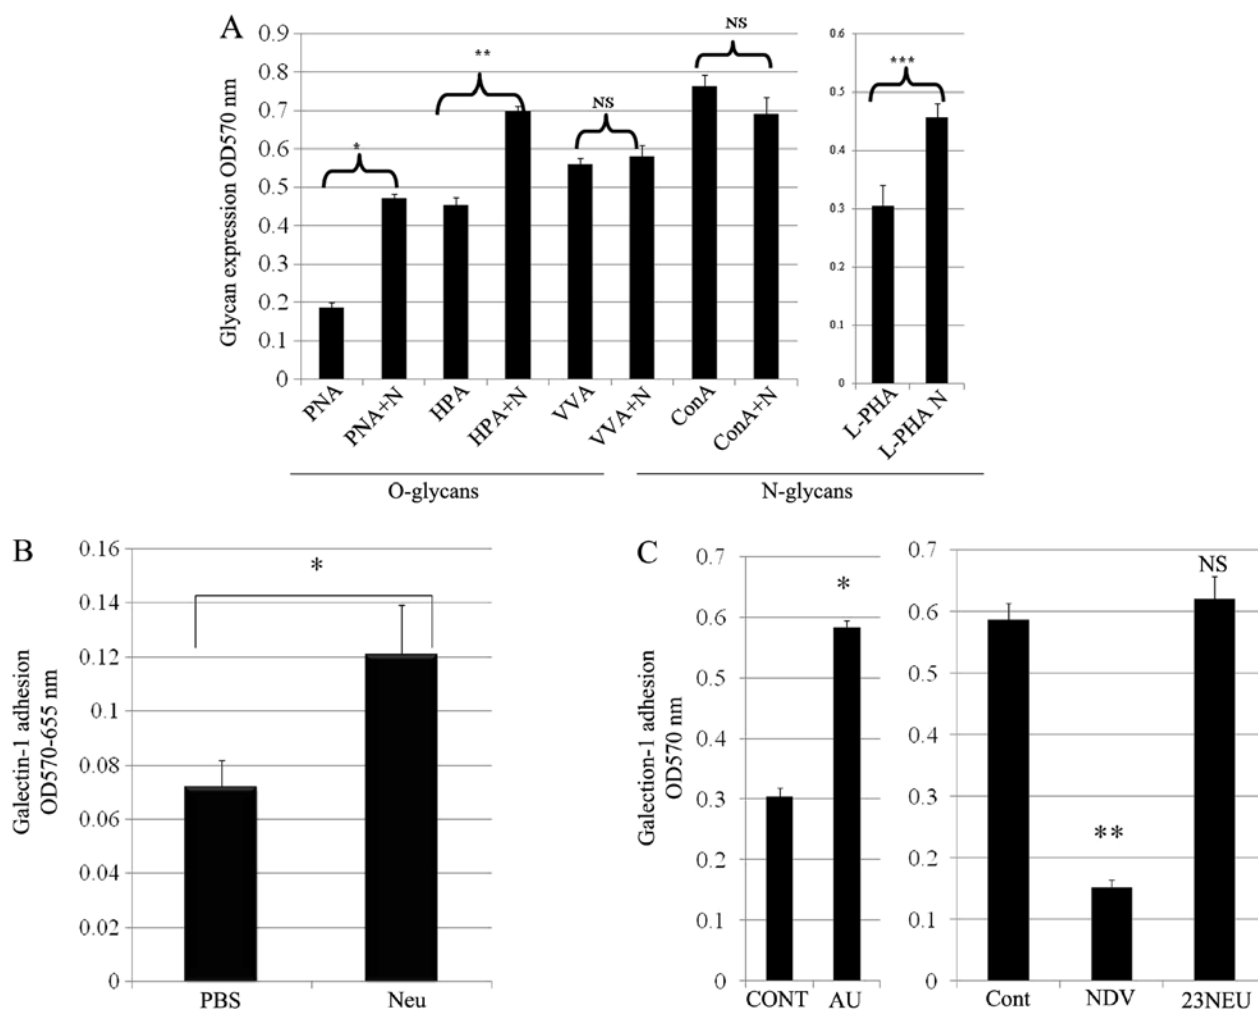 A
Glycan expression OD570 nm
0.9
0.8
0.7
0.6
0.5
0.4
0.3
0.2
0.1
0
*
**
NS
NS
PNA
PNA+N
HPA
HPA+N
VVA
VVA+N
ConA
ConA+N
0.6
0.5
0.4
0.3
0.2
0.1
0
***
L-PHA
L-PHA N
O-glycans
N-glycans
B
Galectin-1 adhesion
OD570-655 nm
0.16
0.14
0.12
0.1
0.08
0.06
0.04
0.02
0
*
PBS
Neu
C
Galection-1 adhesion
OD570 nm
0.7
0.6
0.5
0.4
0.3
0.2
0.1
0
*
CONT
AU
0.7
0.6
0.5
0.4
0.3
0.2
0.1
0
**
NS
Cont
NDV
23NEU